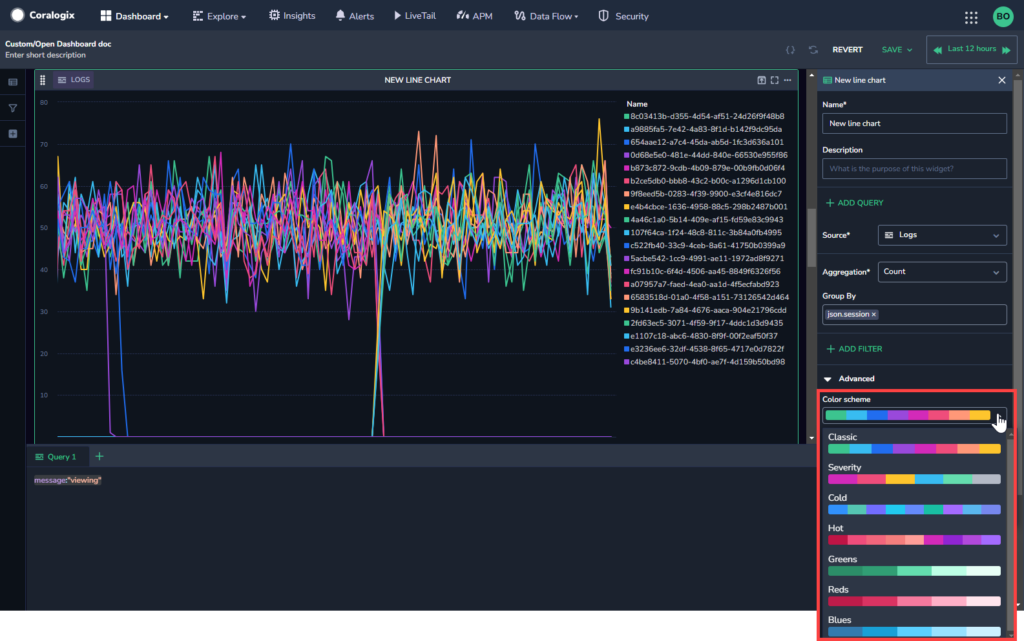 Coralogix
Dashboard
Explore
Insights
Alerts
LiveTail
APM
Data Flow
Security
BO
Custom/Open Dashboard doc
Enter short description
REVERT
SAVE
Last 12 hours
LOGS
NEW LINE CHART
80
70
60
50
40
30
20
10
Name
8c03413b-d355-4d54-af51-24d26f9f48b8
a9885fa5-7e42-4a83-8f1d-b142f9dc95da
654aae12-a7c4-45da-ab5d-1fc3d636a101
0d68e5e0-481e-44dd-840e-66530e955f86
b873c872-9cdb-4b09-879e-00b9fb0d06f4
b2ce5db0-bbb8-43c2-b00c-a1296d1cb100
9f8eed5b-0283-4f39-9900-e3cf4e816dc7
e4b4cbce-1636-4958-88c5-298b2487b001
4a46c1a0-5b14-409e-af15-fd59e83c9943
107f64ca-1f24-48c8-811c-3b84a0fb4995
c522fb40-33c9-4ceb-8a61-41750b0399a9
5acbe542-1cc9-4991-ae11-1972ad8f9271
fc91b10c-6f4d-4506-aa45-8849f6326f56
a07957a7-faed-4ea0-aa1d-4f5ecfabd923
6583518d-01a0-4f58-a151-73126542d464
9b141edb-7a84-4676-aaca-904e21796cdd
2fd63ec5-3071-4f59-9f17-4ddc1d3d9435
e1107c18-abc6-4830-8f9f-00f2eaf50f37
e3236ee6-32df-4538-8f65-4717e0d7822f
c4be8411-5070-4bf0-ae7f-4d159b50bd98
Query 1
message:"viewing"
New line chart
Name*
New line chart
Description
What is the purpose of this widget?
ADD QUERY
Source*
Logs
Aggregation*
Count
Group By
json.session ×
ADD FILTER
Advanced
Color scheme
Classic
Severity
Cold
Hot
Greens
Reds
Blues